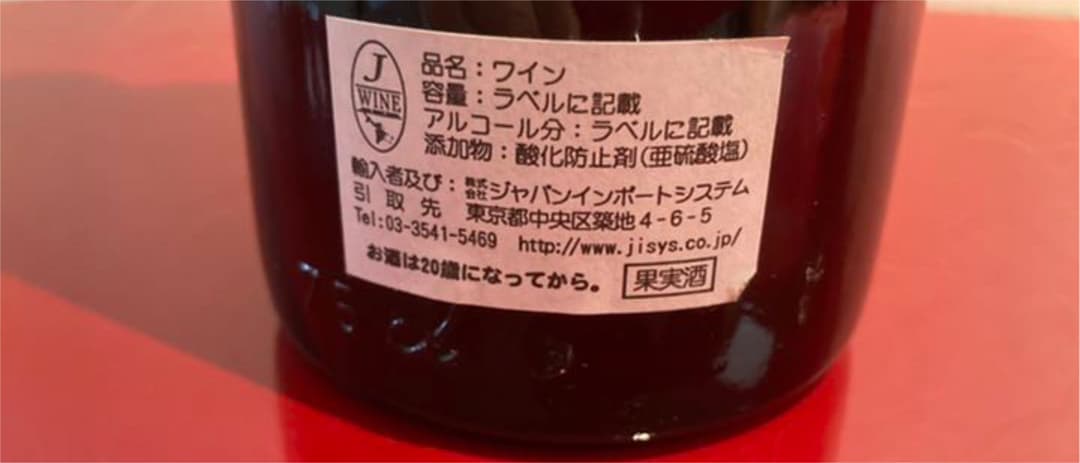 J
WINE
品名：ワイン
容量：ラベルに記載
アルコール分：ラベルに記載
添加物：酸化防止剤(亜硫酸塩)
輸入者及び：株式会社ジャパンインポートシステム
引取先 東京都中央区築地4-6-5
Tel:03-3541-5469 http://www.jisys.co.jp/
お酒は20歳になってから。 果実酒